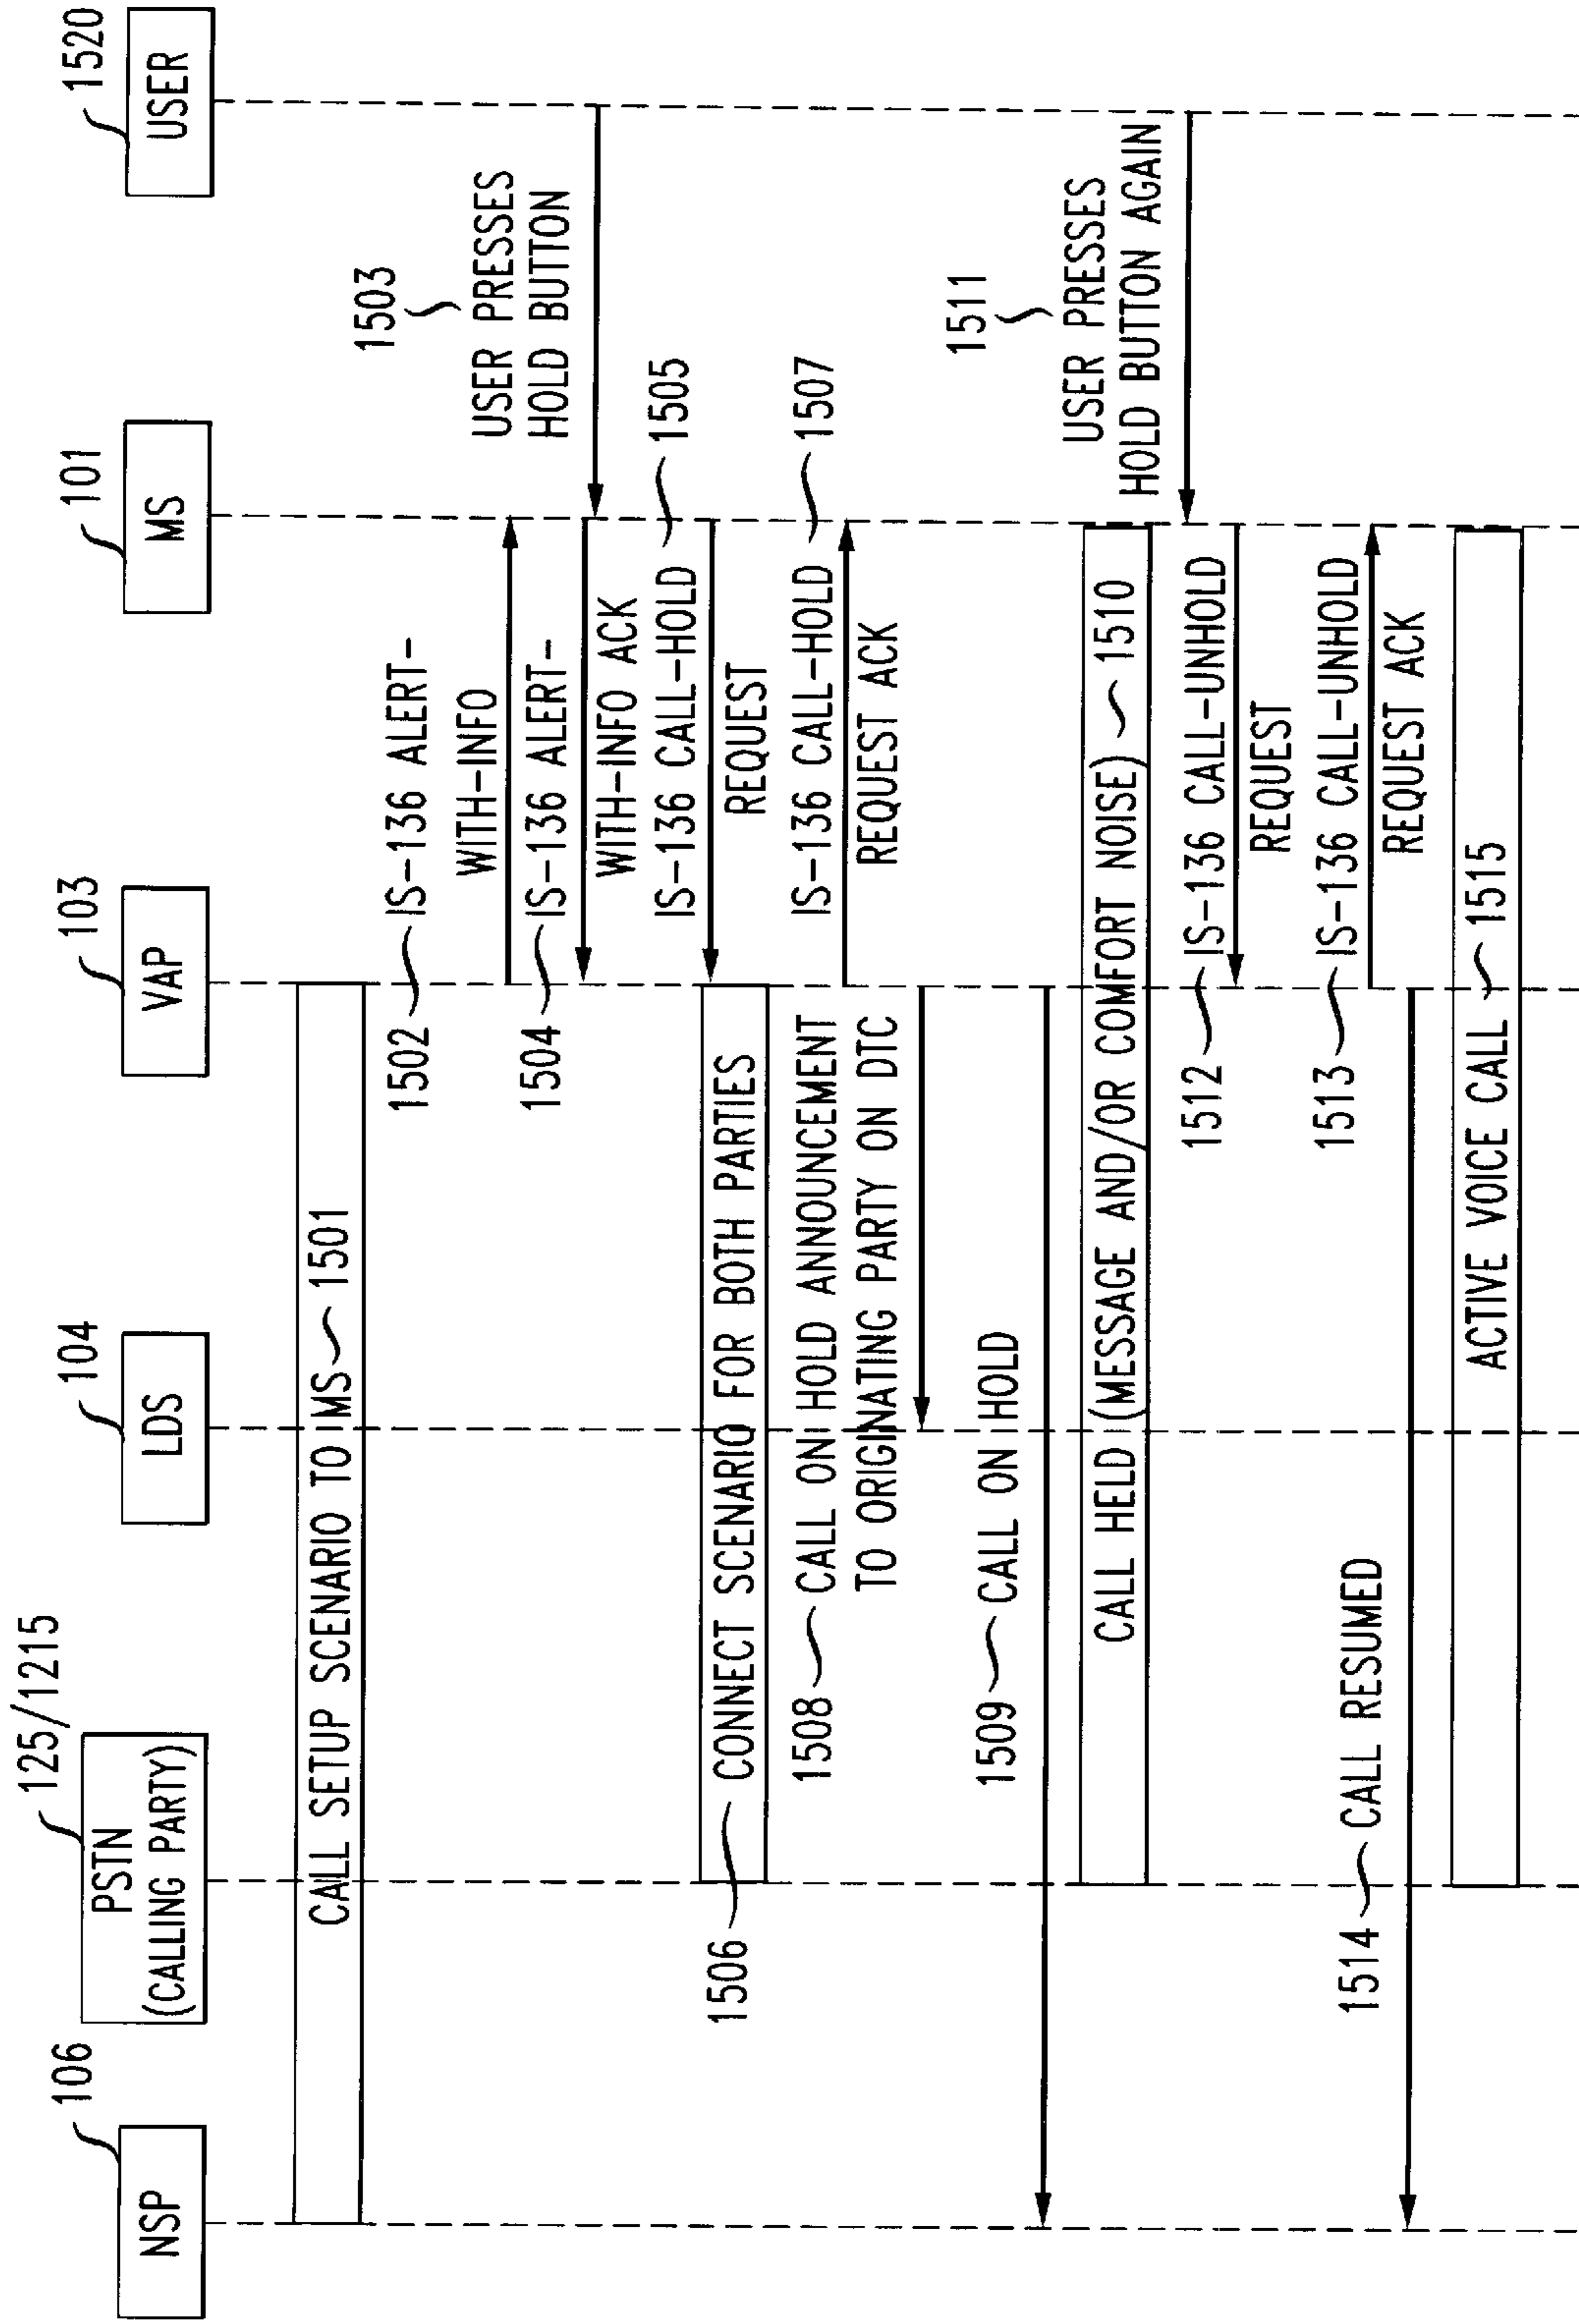 106
NSP
125/1215
PSTN
(CALLING PARTY)
104
LDS
103
VAP
101
MS
1520
USER
CALL SETUP SCENARIO TO MS 1501
1502 IS-136 ALERT-
WITH-INFO
1503
USER PRESSES
HOLD BUTTON
1504 IS-136 ALERT-
WITH-INFO ACK
IS-136 CALL-HOLD 1505
REQUEST
1506 CONNECT SCENARIO FOR BOTH PARTIES
IS-136 CALL-HOLD 1507
REQUEST ACK
1508 CALL ON HOLD ANNOUNCEMENT
TO ORIGINATING PARTY ON DTC
1509 CALL ON HOLD
CALL HELD (MESSAGE AND/OR COMFORT NOISE) 1510
1511
USER PRESSES
HOLD BUTTON AGAIN
1512 IS-136 CALL-UNHOLD
REQUEST
1513 IS-136 CALL-UNHOLD
REQUEST ACK
1514 CALL RESUMED
ACTIVE VOICE CALL 1515